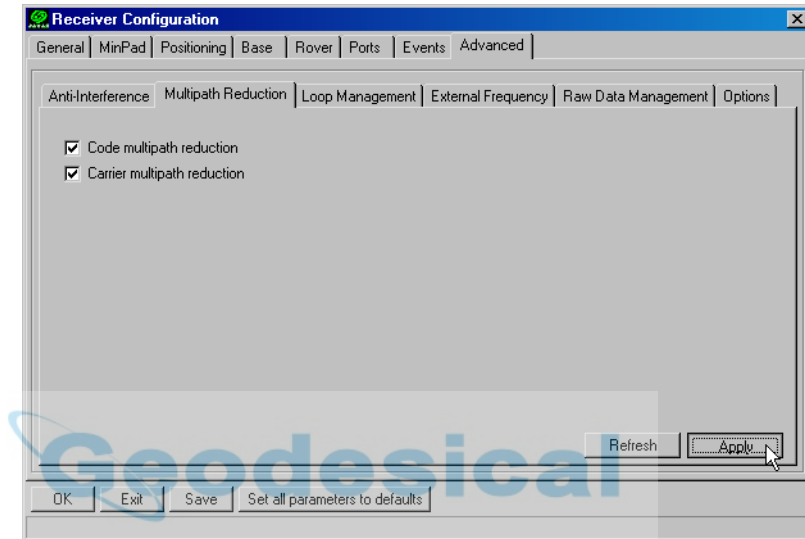 Receiver Configuration
General MinPad Positioning Base Rover Ports Events Advanced
Anti-Interference Multipath Reduction Loop Management External Frequency Raw Data Management Options
Code multipath reduction
Carrier multipath reduction
Refresh Apply
Geodesical
OK Exit Save Set all parameters to defaults